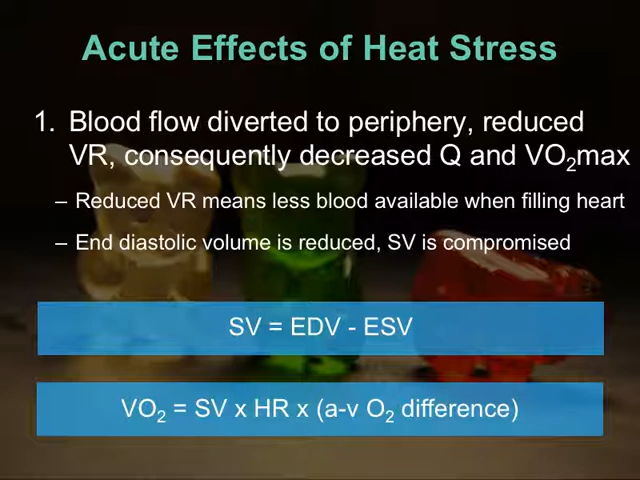 Acute Effects of Heat Stress
1. Blood flow diverted to periphery, reduced
VR, consequently decreased Q and VO₂max
– Reduced VR means less blood available when filling heart
– End diastolic volume is reduced, SV is compromised
SV = EDV - ESV
VO₂ = SV x HR x (a-v O₂ difference)